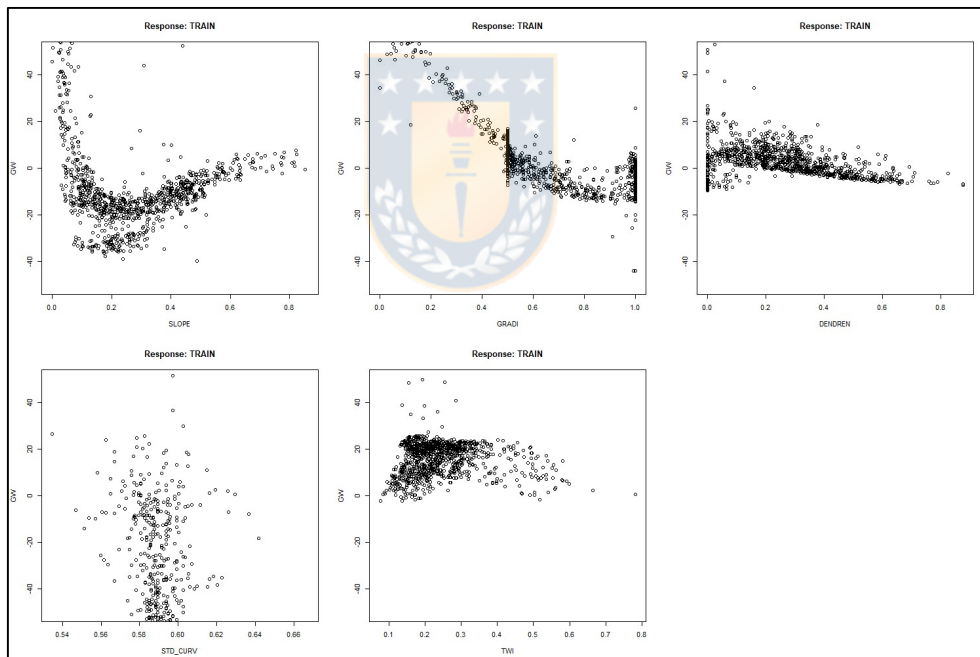 Response: TRAIN
GW
-40 -20 0 20 40
0.0 0.2 0.4 0.6 0.8
SLOPE
Response: TRAIN
GW
-40 -20 0 20 40
0.0 0.2 0.4 0.6 0.8 1.0
GRADI
Response: TRAIN
GW
-40 -20 0 20 40
0.0 0.2 0.4 0.6 0.8
DENDREN
Response: TRAIN
GW
-40 -20 0 20 40
0.54 0.56 0.58 0.60 0.62 0.64 0.66
STD_CURV
Response: TRAIN
GW
-40 -20 0 20 40
0.1 0.2 0.3 0.4 0.5 0.6 0.7 0.8
TWI